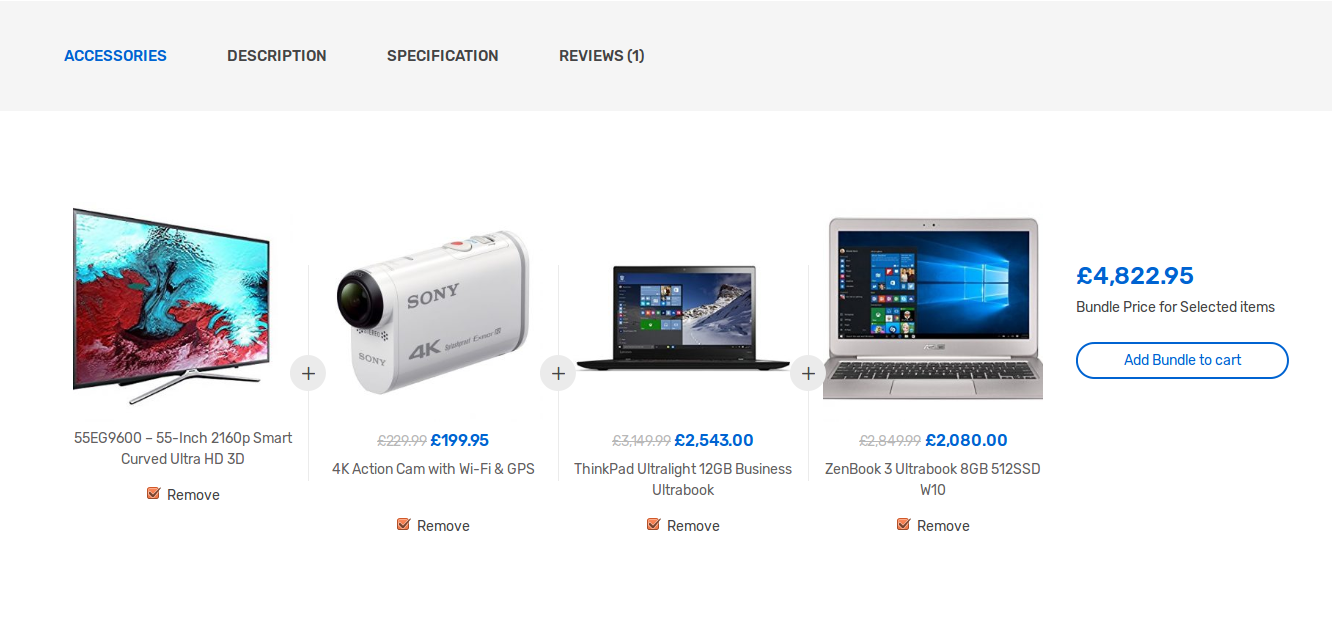 ACCESSORIES
DESCRIPTION
SPECIFICATION
REVIEWS (1)
SONY
4K
SONY
55EG9600 – 55-Inch 2160p Smart
Curved Ultra HD 3D
Remove
£229.99 £199.95
4K Action Cam with Wi-Fi & GPS
Remove
£3,149.99 £2,543.00
ThinkPad Ultralight 12GB Business
Ultrabook
Remove
£2,849.99 £2,080.00
ZenBook 3 Ultrabook 8GB 512SSD
W10
Remove
£4,822.95
Bundle Price for Selected items
Add Bundle to cart